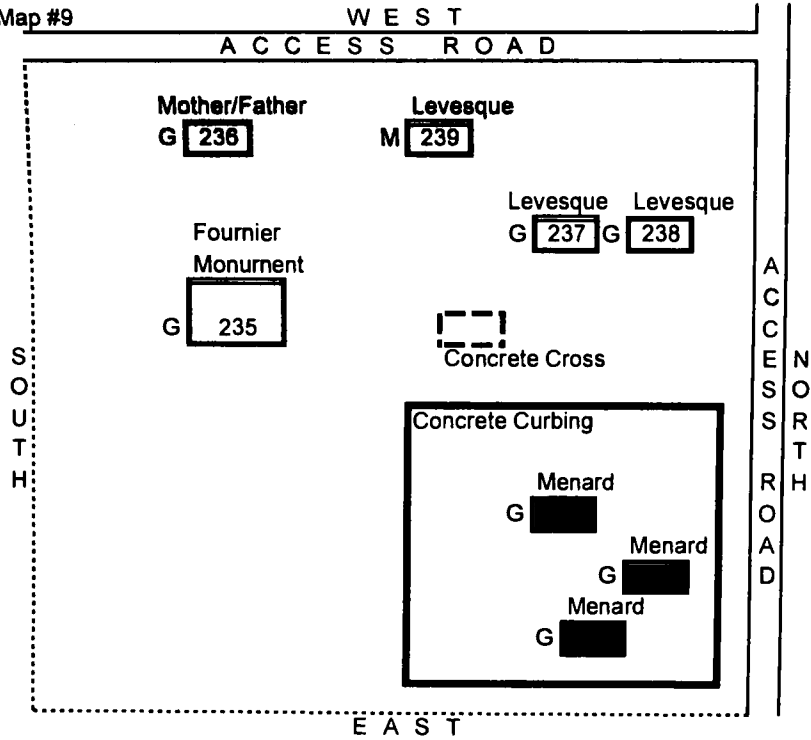 Map #9
WEST
ACCESS ROAD
Mother/Father
G 236
Levesque
M 239
Levesque
G 237
Levesque
G 238
Fournier
Monument
G 235
Concrete Cross
Concrete Curbing
Menard
G
Menard
G
Menard
G
SOUTH
ACCESS ROAD
NORTH
EAST